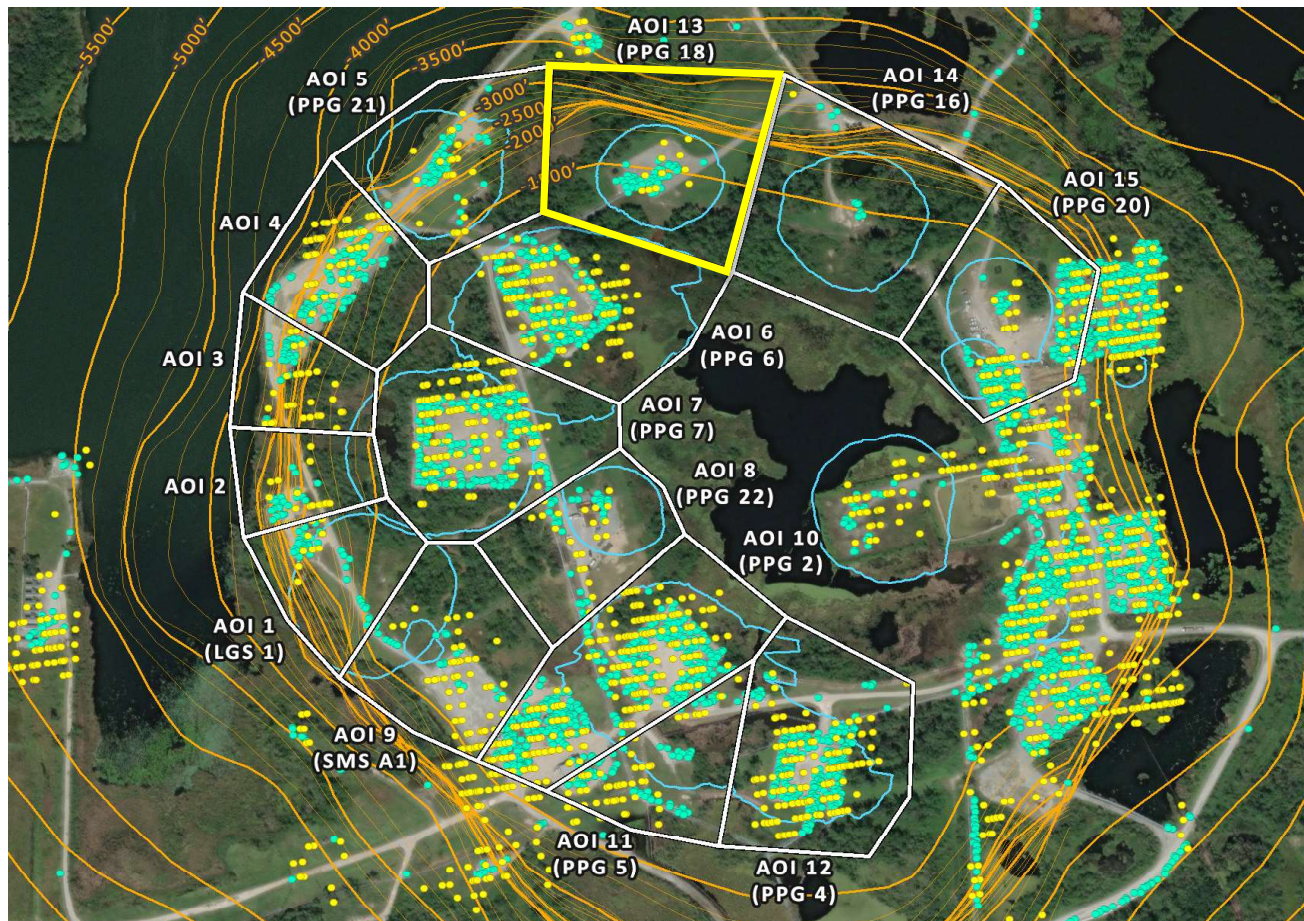 -5500'
-5000'
-4500'
-4000'
-3500'
-3000'
-2500'
-2000'
AOI 13
(PPG 18)
AOI 5
(PPG 21)
AOI 14
(PPG 16)
AOI 15
(PPG 20)
AOI 4
AOI 3
AOI 6
(PPG 6)
AOI 7
(PPG 7)
AOI 2
AOI 8
(PPG 22)
AOI 10
(PPG 2)
AOI 1
(LGS 1)
AOI 9
(SMS A1)
AOI 11
(PPG 5)
AOI 12
(PPG 4)